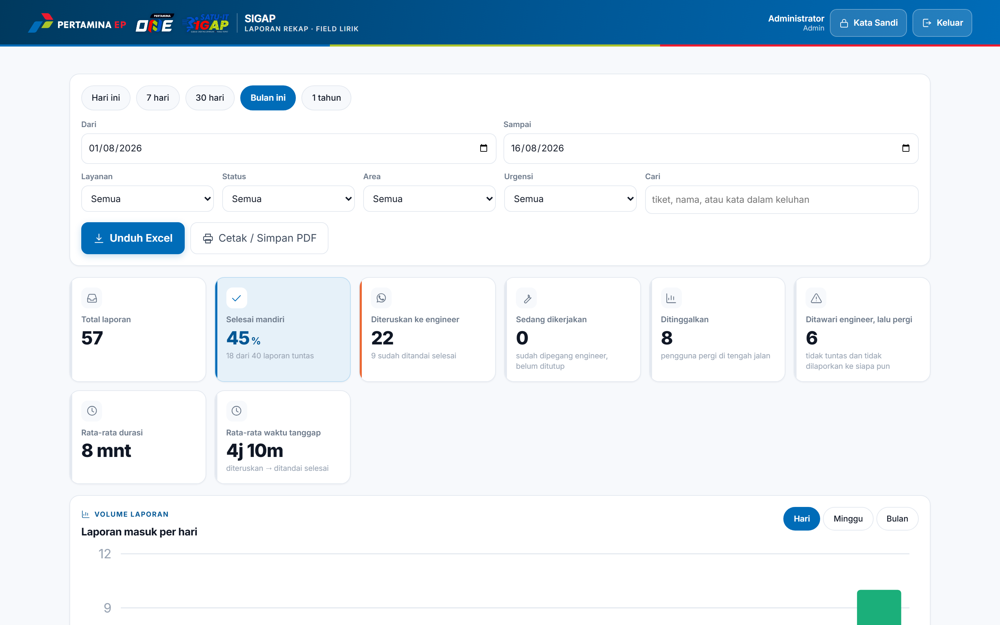 PERTAMINA EP
PERTAMINA
ONE
SATU-IT
SIGAP
SIGAP
LAPORAN REKAP · FIELD LIRIK
Administrator
Admin
Kata Sandi
Keluar
Hari ini
7 hari
30 hari
Bulan ini
1 tahun
Dari
Sampai
01/08/2026
16/08/2026
Layanan
Status
Area
Urgensi
Cari
Semua
Semua
Semua
Semua
tiket, nama, atau kata dalam keluhan
Unduh Excel
Cetak / Simpan PDF
Total laporan
57
Selesai mandiri
45 %
18 dari 40 laporan tuntas
Diteruskan ke engineer
22
9 sudah ditandai selesai
Sedang dikerjakan
0
sudah dipegang engineer,
belum ditutup
Ditinggalkan
8
pengguna pergi di tengah jalan
Ditawari engineer, lalu pergi
6
tidak tuntas dan tidak
dilaporkan ke siapa pun
Rata-rata durasi
8 mnt
Rata-rata waktu tanggap
4j 10m
diteruskan → ditandai selesai
VOLUME LAPORAN
Laporan masuk per hari
Hari
Minggu
Bulan
12
9